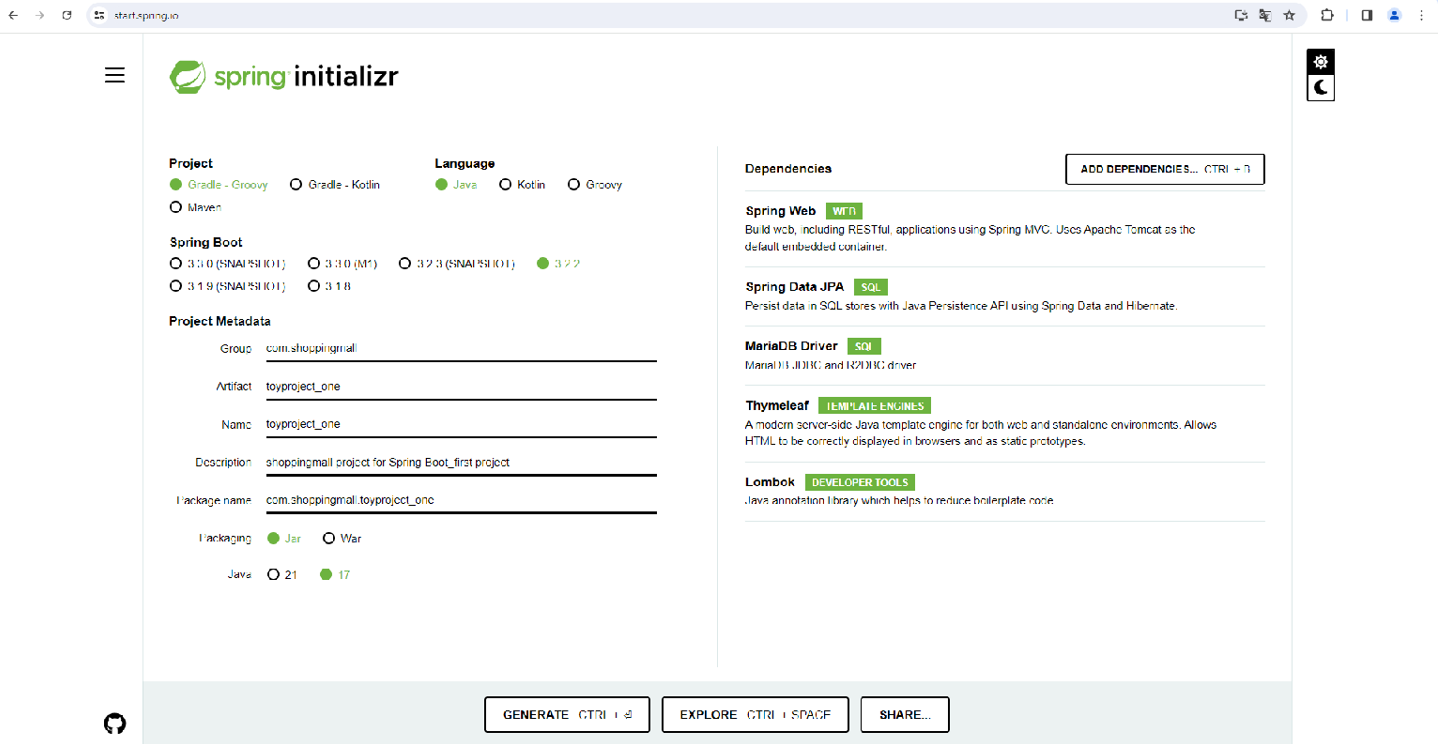 start.spring.io
spring initializr
Project
Gradle - Groovy Gradle - Kotlin
Maven
Language
Java Kotlin Groovy
Spring Boot
3.3.0 (SNAPSHOT) 3.3.0 (M1) 3.2.3 (SNAPSHOT) 3.2.2
3.1.9 (SNAPSHOT) 3.1.8
Project Metadata
Group com.shoppingmall
Artifact toyproject_one
Name toyproject_one
Description shoppingmall project for Spring Boot_first project
Package name com.shoppingmall.toyproject_one
Packaging Jar War
Java 21 17
Dependencies
ADD DEPENDENCIES... CTRL + B
Spring Web WEB
Build web, including RESTful, applications using Spring MVC. Uses Apache Tomcat as the
default embedded container.
Spring Data JPA SQL
Persist data in SQL stores with Java Persistence API using Spring Data and Hibernate.
MariaDB Driver SQL
MariaDB JDBC and R2DBC driver
Thymeleaf TEMPLATE ENGINES
A modern server-side Java template engine for both web and standalone environments. Allows
HTML to be correctly displayed in browsers and as static prototypes.
Lombok DEVELOPER TOOLS
Java annotation library which helps to reduce boilerplate code
GENERATE CTRL + ⏎
EXPLORE CTRL + SPACE
SHARE...